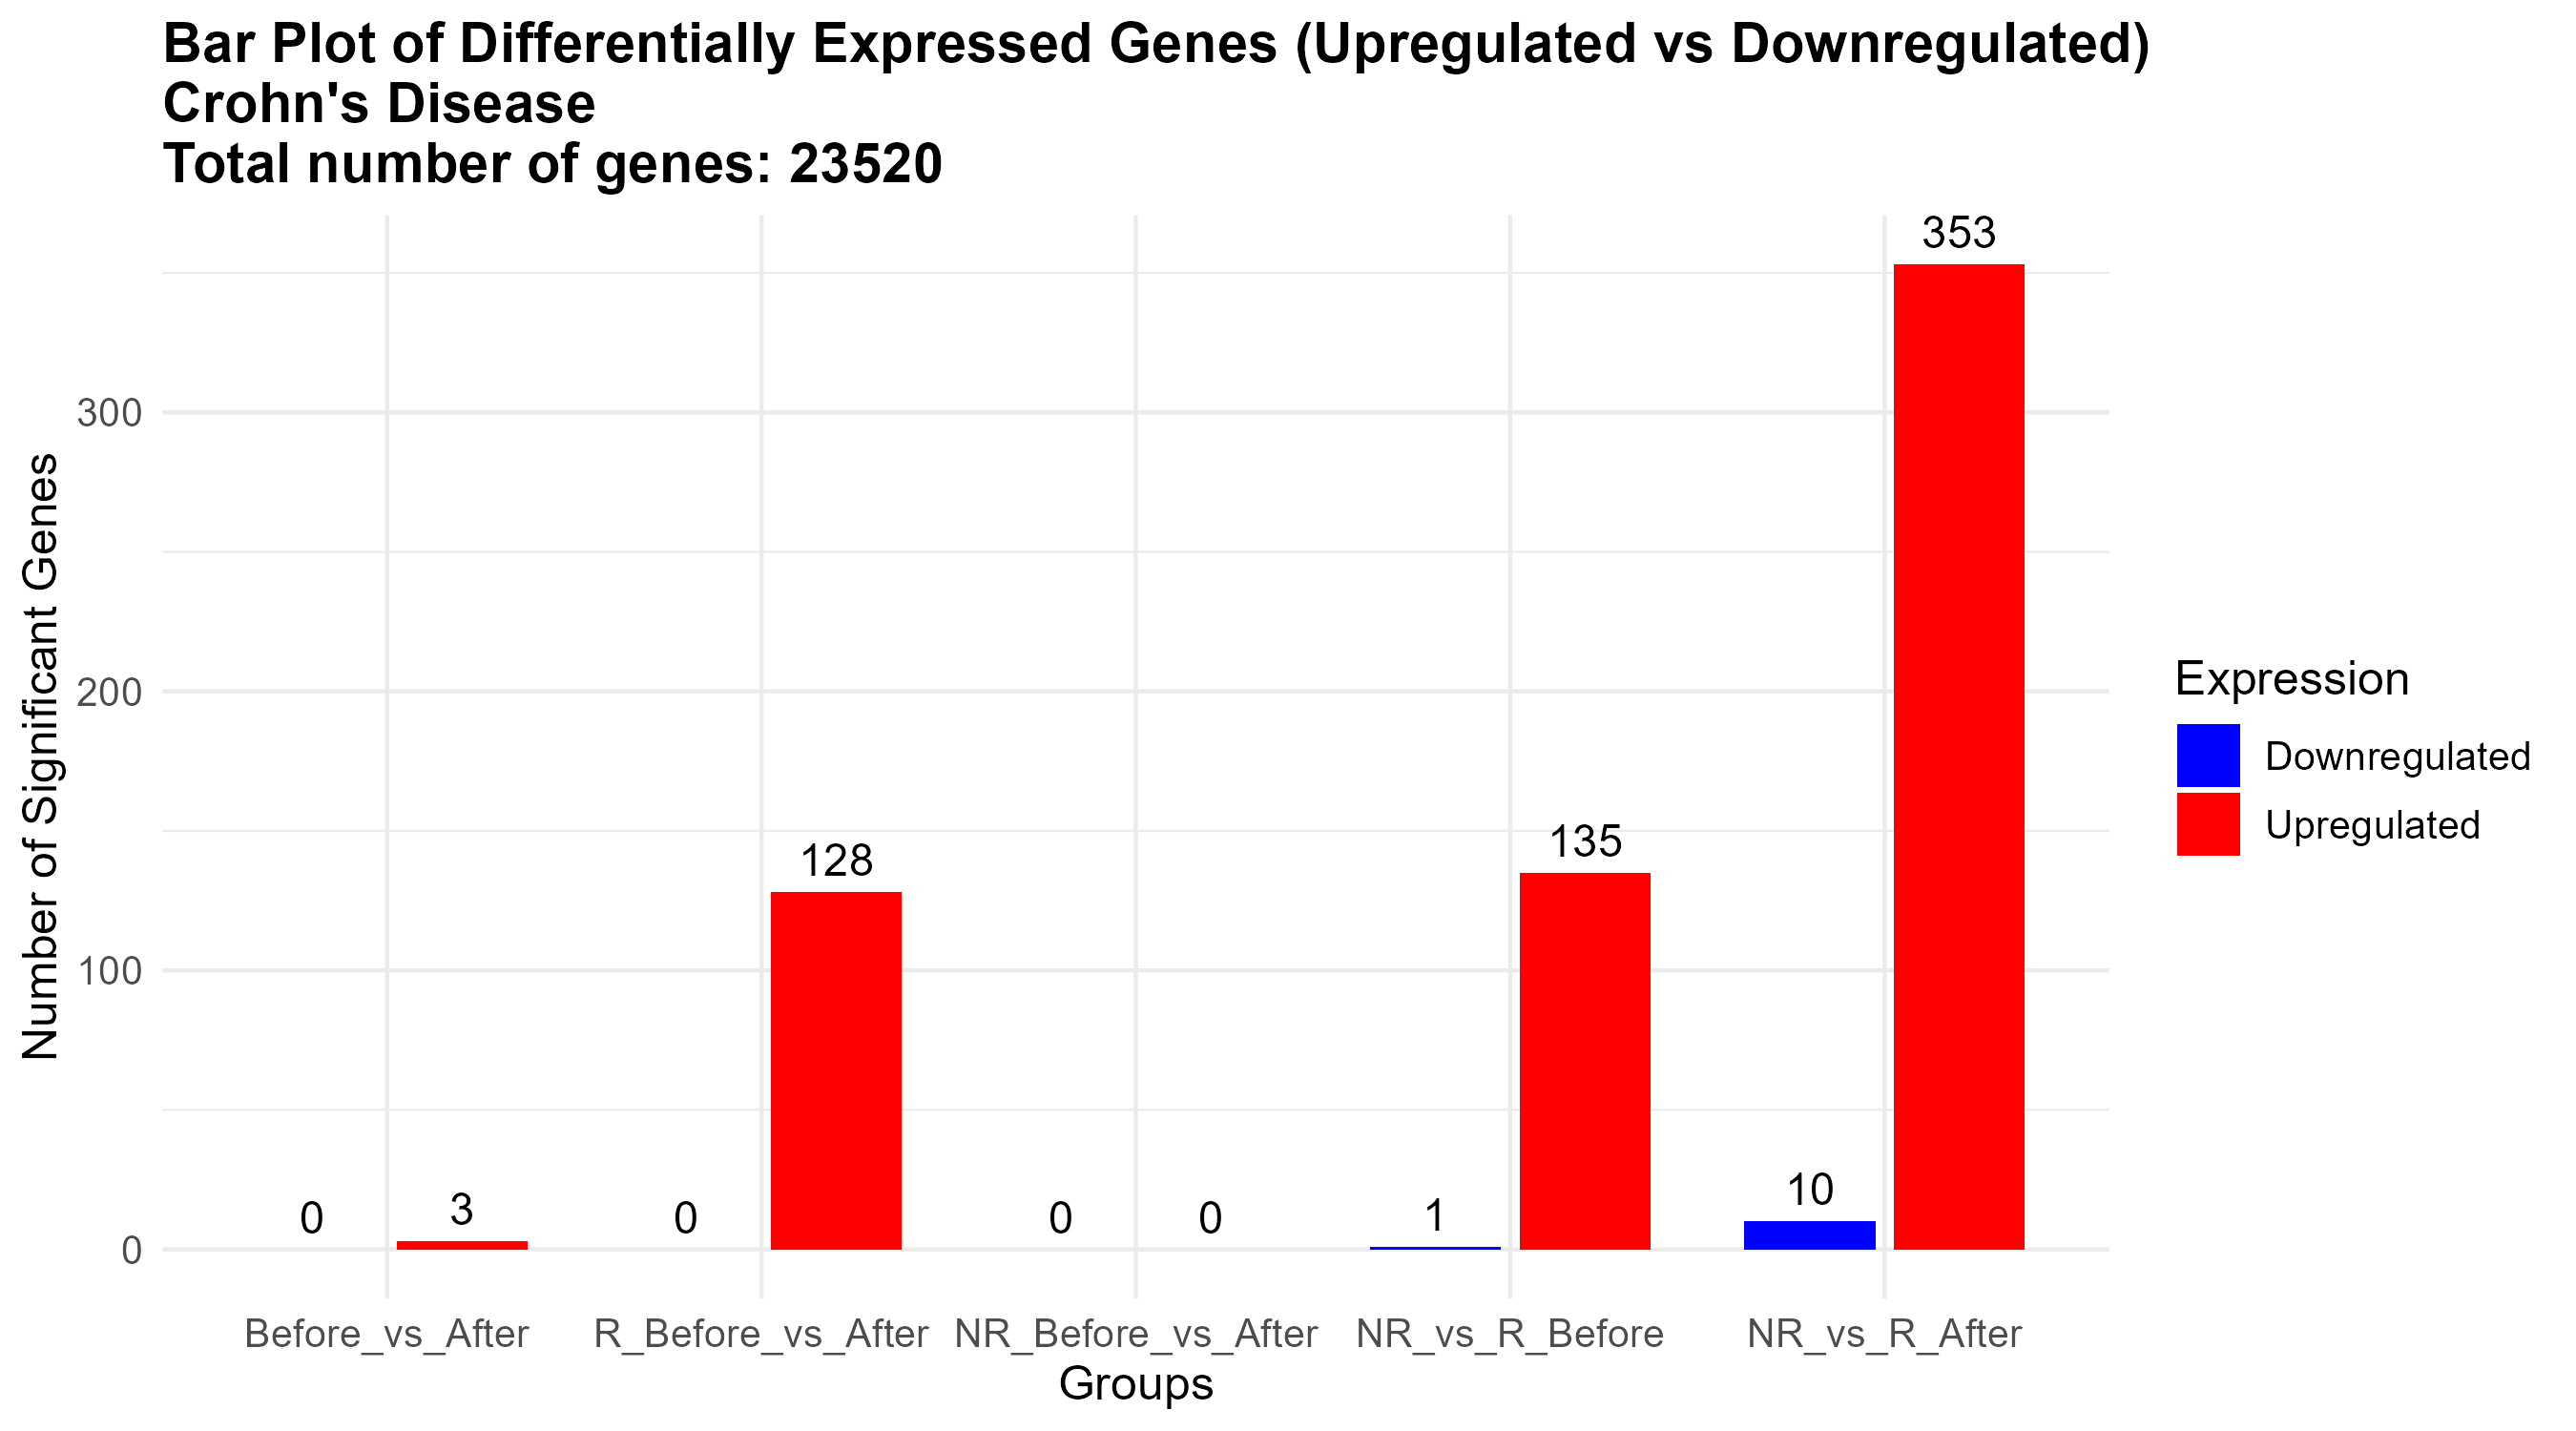 Bar Plot of Differentially Expressed Genes (Upregulated vs Downregulated)
Crohn's Disease
Total number of genes: 23520
Number of Significant Genes
300
200
100
0
0
3
0
128
0
0
1
135
10
353
Before_vs_After
R_Before_vs_After
NR_Before_vs_After
NR_vs_R_Before
NR_vs_R_After
Groups
Expression
Downregulated
Upregulated